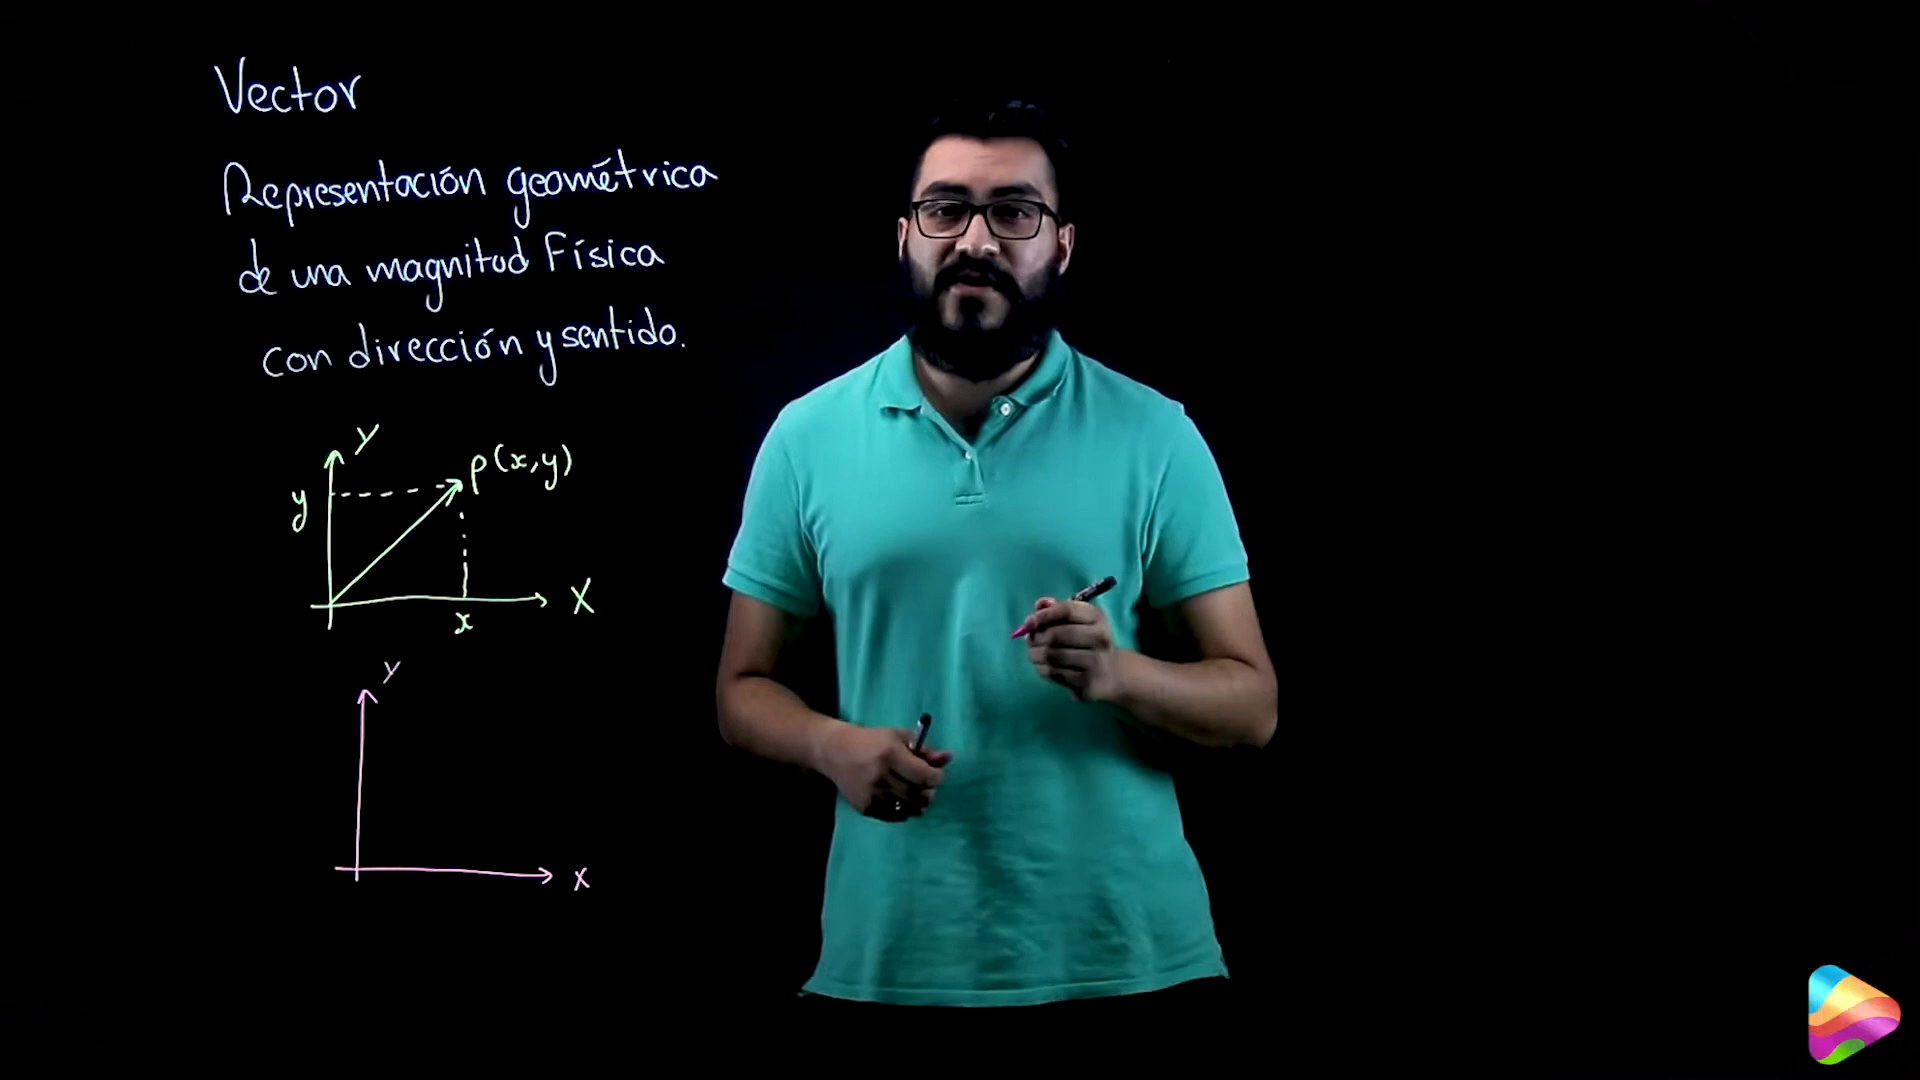 Vector
Representación geométrica
de una magnitud Física
con dirección y sentido.
y
p(x,y)
y
X
x
y
x